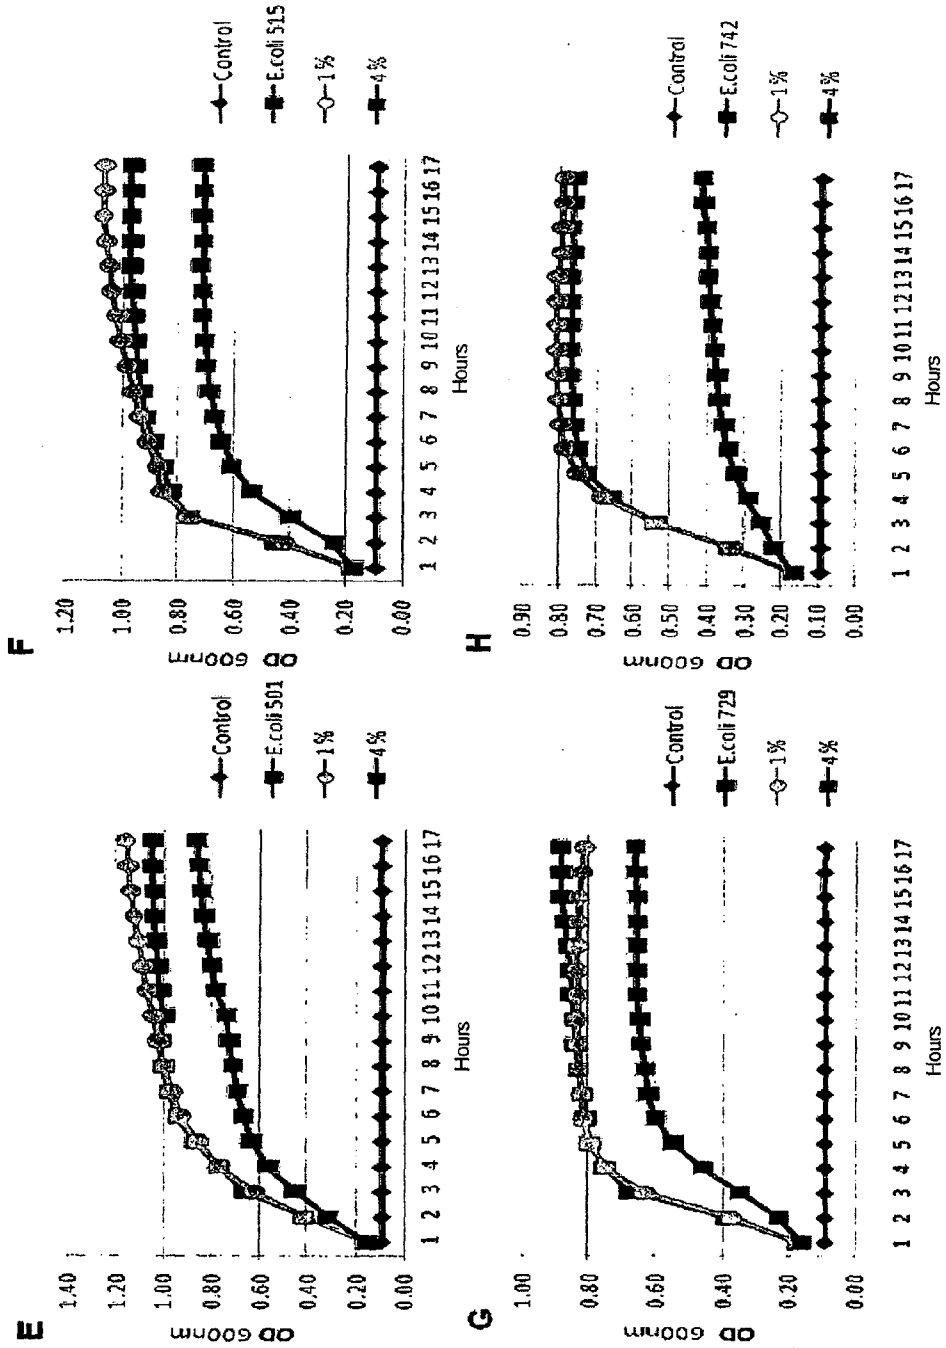 E
1.40
1.20
1.00
0.80
0.60
0.40
0.20
0.00
OD 600nm
1 2 3 4 5 6 7 8 9 10 11 12 13 14 15 16 17
Hours
Control
E.coli 501
1%
4%
F
1.20
1.00
0.80
0.60
0.40
0.20
0.00
OD 600nm
1 2 3 4 5 6 7 8 9 10 11 12 13 14 15 16 17
Hours
Control
E.coli 515
1%
4%
G
1.00
0.80
0.60
0.40
0.20
0.00
OD 600nm
1 2 3 4 5 6 7 8 9 10 11 12 13 14 15 16 17
Hours
Control
E.coli 729
1%
4%
H
0.90
0.80
0.70
0.60
0.50
0.40
0.30
0.20
0.10
0.00
OD 600nm
1 2 3 4 5 6 7 8 9 10 11 12 13 14 15 16 17
Hours
Control
E.coli 742
1%
4%